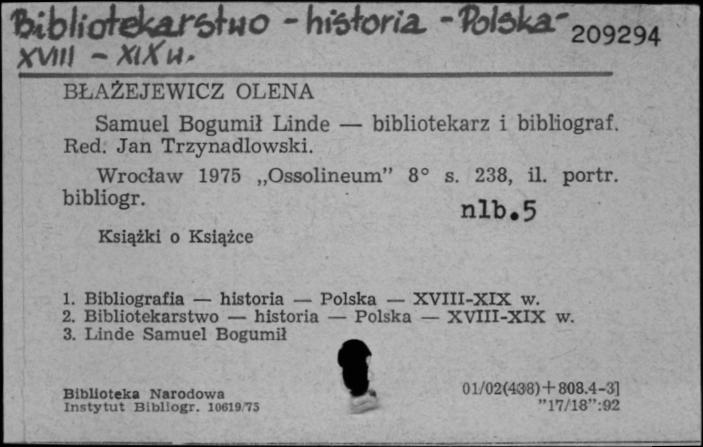 Bibliotekarstwo - historia - Polska-
209294
XVIII - XIX w.
BŁAŻEJEWICZ OLENA
Samuel Bogumił Linde — bibliotekarz i bibliograf.
Red. Jan Trzynadlowski.
Wrocław 1975 „Ossolineum” 8° s. 238, il. portr.
bibliogr.
nlb.5
Książki o Książce
1. Bibliografia — historia — Polska — XVIII-XIX w.
2. Bibliotekarstwo — historia — Polska — XVIII-XIX w.
3. Linde Samuel Bogumił
01/02(438)+808.4-3]
Biblioteka Narodowa
Instytut Bibliogr. 10619/75
”17/18”:92